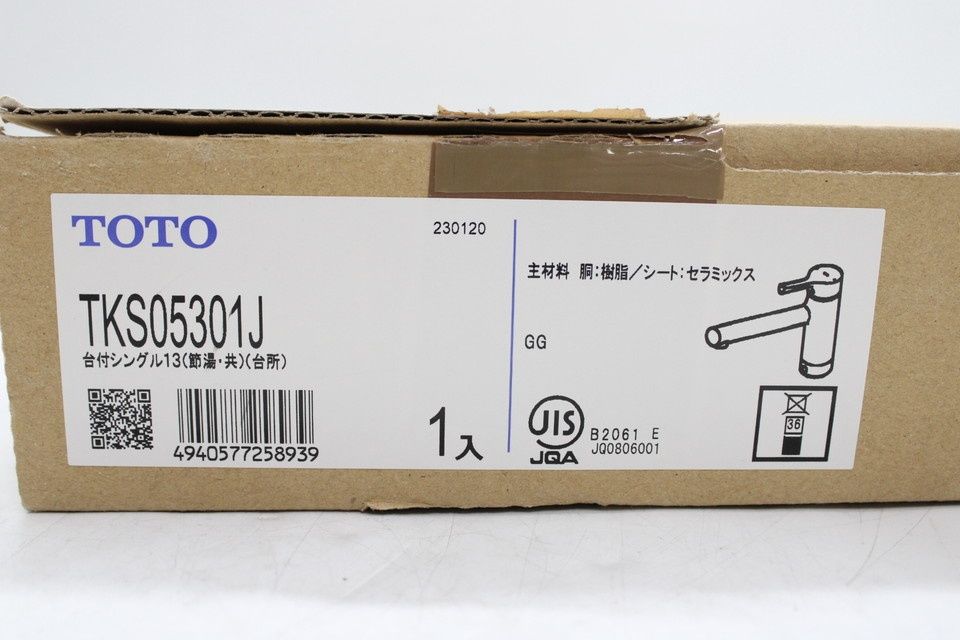 TOTO
230120
TKS05301J
台付シングル13(節湯・共)(台所)
4940577258939
1入
主材料 胴:樹脂/シート:セラミックス
GG
JIS
JQA
B2061 E
JQ0806001
36